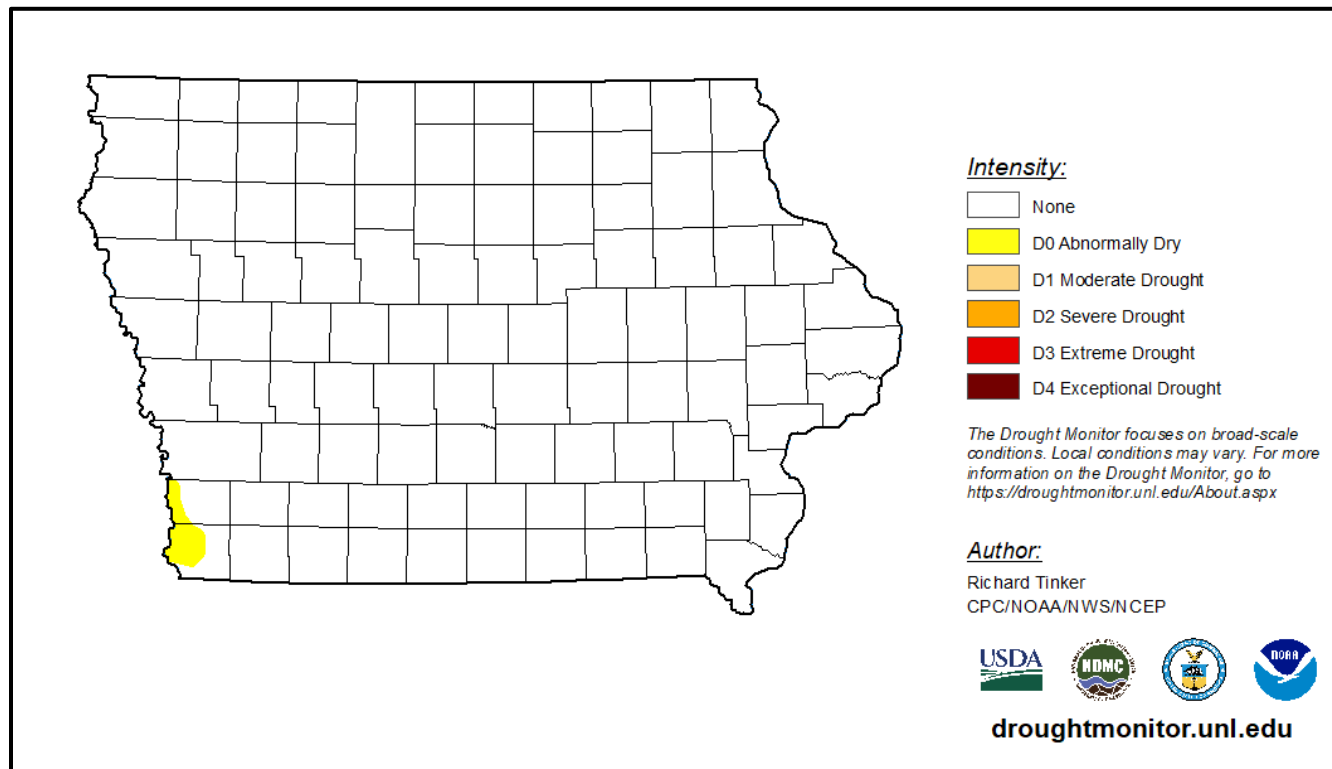 Intensity:
None
D0 Abnormally Dry
D1 Moderate Drought
D2 Severe Drought
D3 Extreme Drought
D4 Exceptional Drought
The Drought Monitor focuses on broad-scale
conditions. Local conditions may vary. For more
information on the Drought Monitor, go to
https://droughtmonitor.unl.edu/About.aspx
Author:
Richard Tinker
CPC/NOAA/NWS/NCEP
USDA
NDMC
NOAA
droughtmonitor.unl.edu